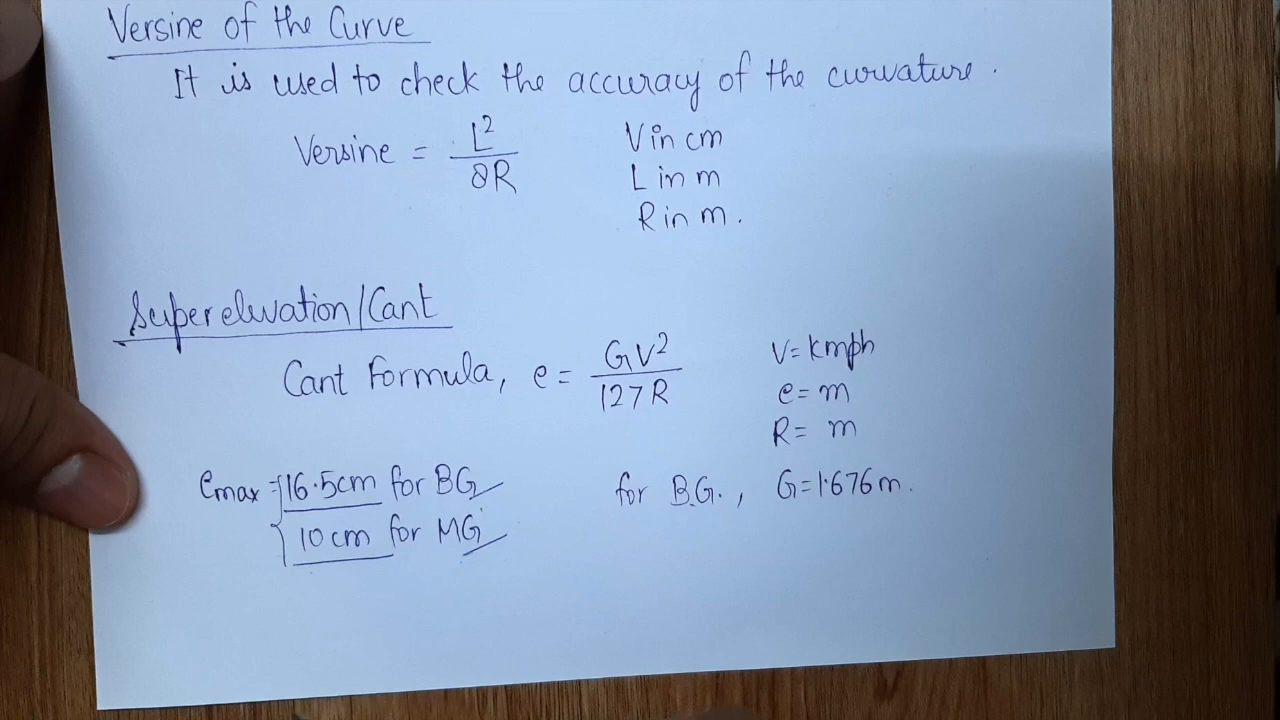 Versine of the Curve
It is used to check the accuracy of the curvature.
Versine = L²/8R
V in cm
L in m
R in m.
Superelevation/Cant
Cant Formula, e = GV²/127R
V = kmph
e = m
R = m
emax = { 16.5cm for BG
10 cm for MG
for B.G., G = 1.676 m.